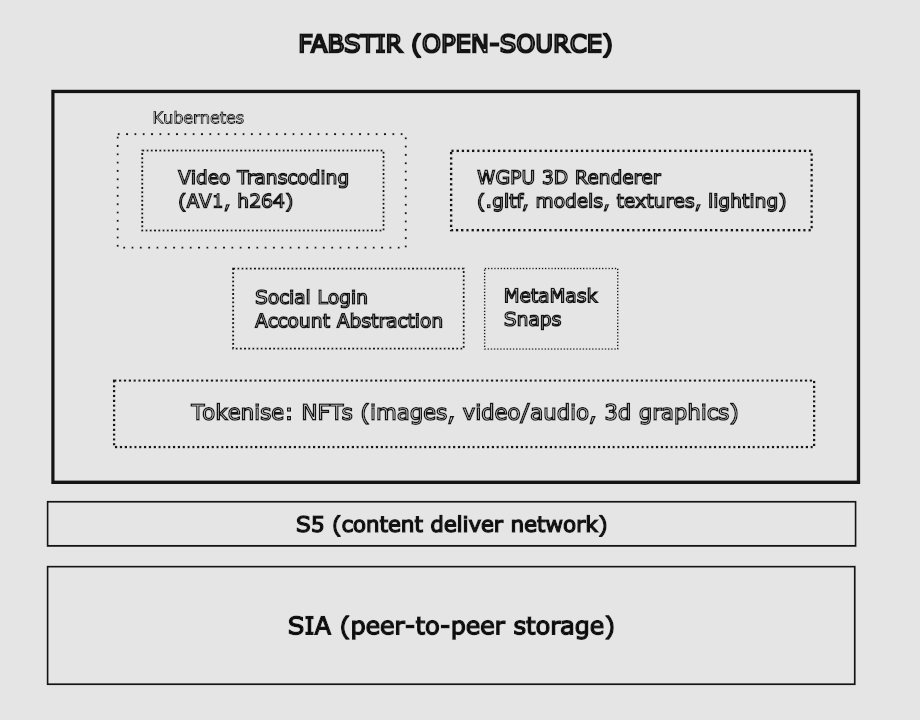 FABSTIR (OPEN-SOURCE)
Kubernetes
Video Transcoding
(AV1, h264)
WGPU 3D Renderer
(.gltf, models, textures, lighting)
Social Login
Account Abstraction
MetaMask
Snaps
Tokenise: NFTs (images, video/audio, 3d graphics)
S5 (content deliver network)
SIA (peer-to-peer storage)